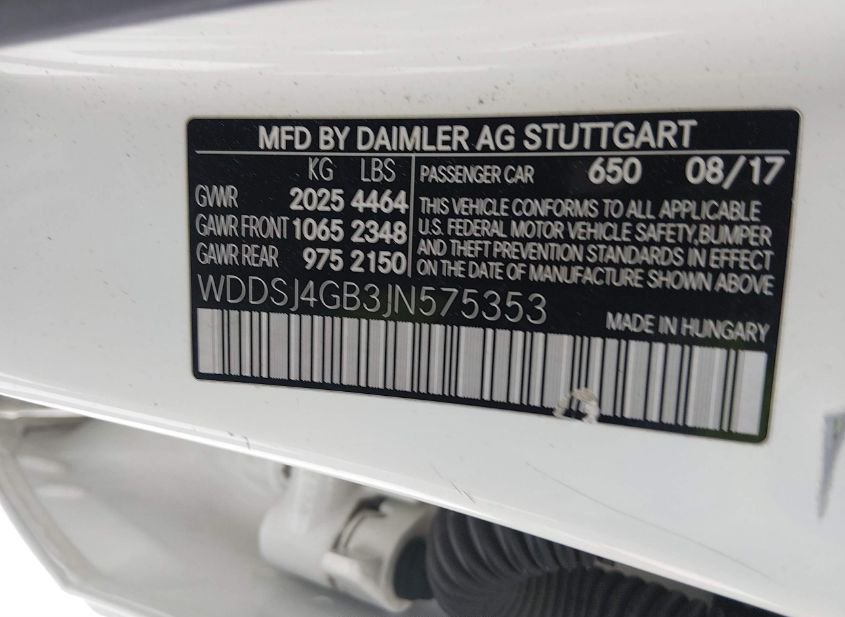 MFD BY DAIMLER AG STUTTGART
KG LBS
GVWR 2025 4464
GAWR FRONT 1065 2348
GAWR REAR 975 2150
PASSENGER CAR 650 08/17
THIS VEHICLE CONFORMS TO ALL APPLICABLE
U.S. FEDERAL MOTOR VEHICLE SAFETY,BUMPER
AND THEFT PREVENTION STANDARDS IN EFFECT
ON THE DATE OF MANUFACTURE SHOWN ABOVE
WDDSJ4GB3JN575353
MADE IN HUNGARY